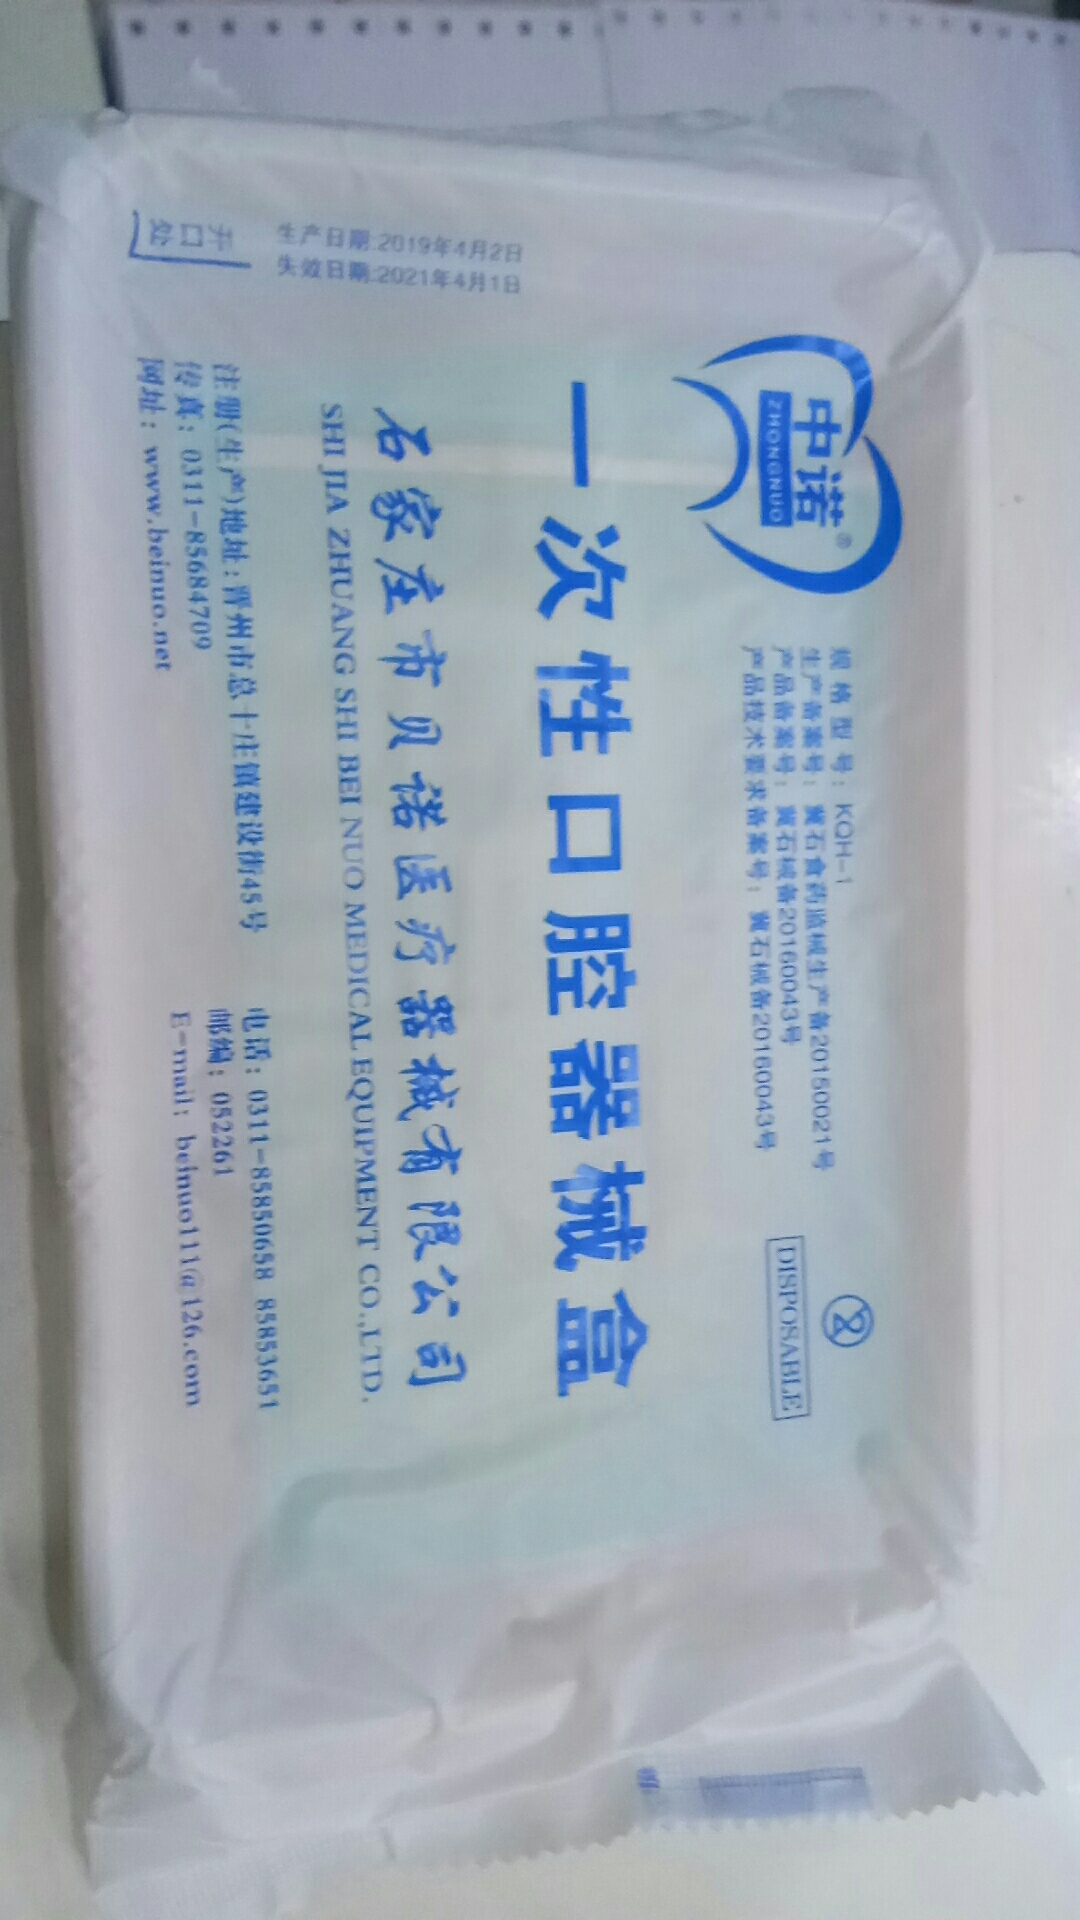 中诺®
ZHONGNUO
规格型号：KQH-1
生产备案号：冀石食药监械生产备20150021号
产品备案号：冀石械备20160043号
产品技术要求备案号：冀石械备20160043号
DISPOSABLE
一次性口腔器械盒
石家庄市贝诺医疗器械有限公司
SHI JIA ZHUANG SHI BEI NUO MEDICAL EQUIPMENT CO.,LTD.
注册(生产)地址：晋州市总十庄镇建设街45号 电话：0311-85850658 85853651
传真：0311-85684709 邮编：052261
网址：www.beinuo.net E-mail：beinuo111@126.com
生产日期:2019年4月2日
失效日期:2021年4月1日
开口处